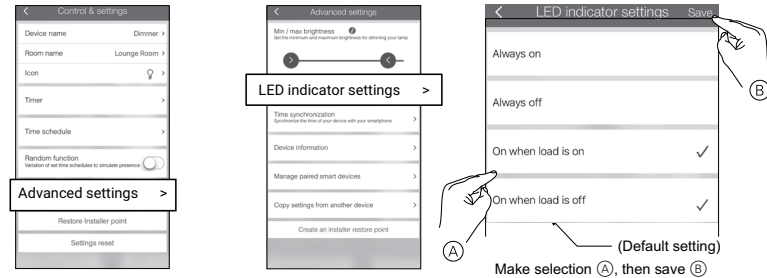 Control & settings
Device name Dimmer >
Room name Lounge Room >
Icon >
Timer >
Time schedule >
Random function
Variation of set time schedules to simulate presence
Advanced settings >
Restore Installer point
Settings reset
Advanced settings
Min / max brightness
Set the minimum and maximum brightness for dimming your lamp
LED indicator settings >
Time synchronization
Synchronize the time of your device with your smartphone >
Device information >
Manage paired smart devices >
Copy settings from another device >
Create an installer restore point
LED indicator settings Save
Always on
Always off
On when load is on ✓
On when load is off ✓
A
B
(Default setting)
Make selection Ⓐ, then save Ⓑ